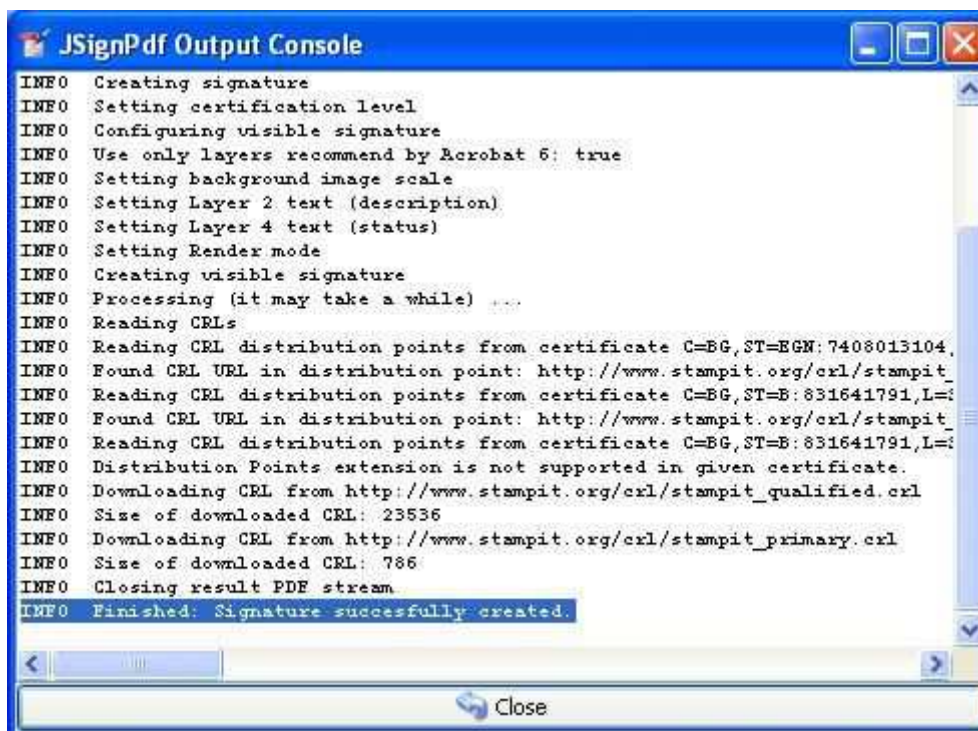 JSignPdf Output Console
INFO Creating signature
INFO Setting certification level
INFO Configuring visible signature
INFO Use only layers recommend by Acrobat 6: true
INFO Setting background image scale
INFO Setting Layer 2 text (description)
INFO Setting Layer 4 text (status)
INFO Setting Render mode
INFO Creating visible signature
INFO Processing (it may take a while) ...
INFO Reading CRLs
INFO Reading CRL distribution points from certificate C=BG,ST=EGN:7408013104,
INFO Found CRL URL in distribution point: http://www.stampit.org/crl/stampit_
INFO Reading CRL distribution points from certificate C=BG,ST=B:831641791,L=
INFO Found CRL URL in distribution point: http://www.stampit.org/crl/stampit_
INFO Reading CRL distribution points from certificate C=BG,ST=B:831641791,L=
INFO Distribution Points extension is not supported in given certificate.
INFO Downloading CRL from http://www.stampit.org/crl/stampit_qualified.crl
INFO Size of downloaded CRL: 23536
INFO Downloading CRL from http://www.stampit.org/crl/stampit_primary.crl
INFO Size of downloaded CRL: 786
INFO Closing result PDF stream
INFO Finished: Signature succesfully created.
Close